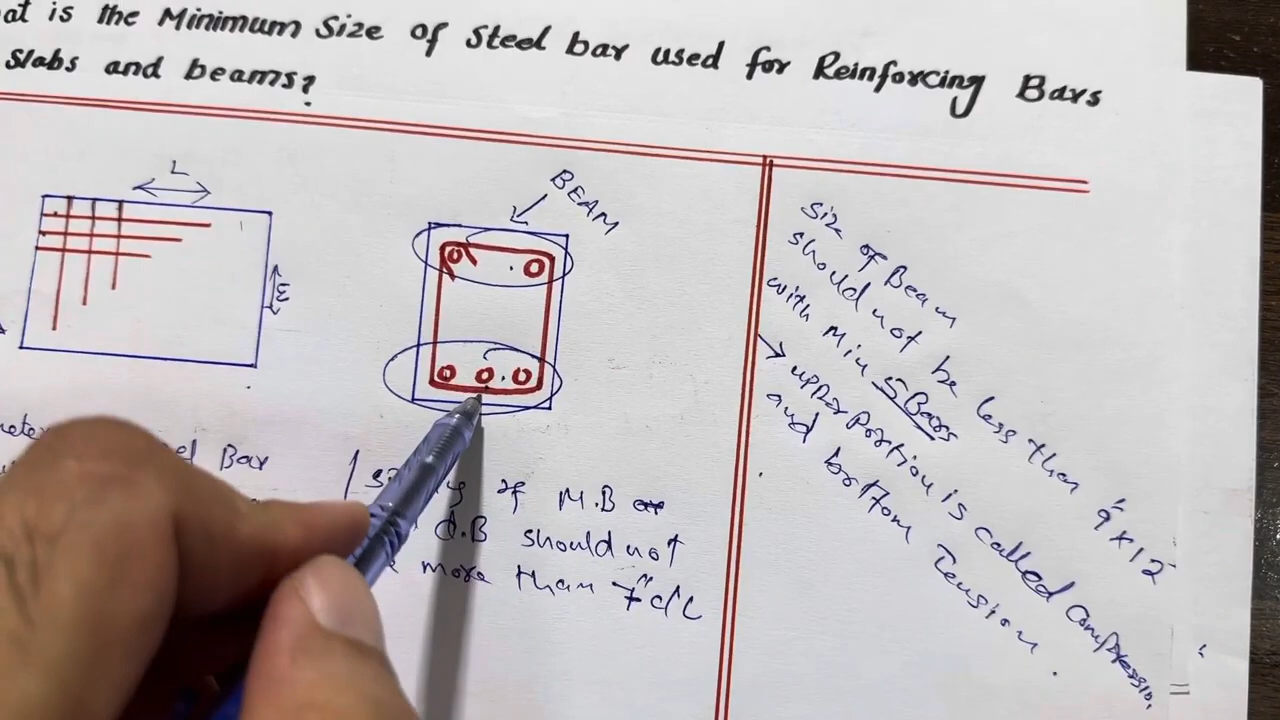 at is the Minimum Size of Steel bar used for Reinforcing Bars
Slabs and beams?
L
BEAM
Bar
of M.B or
d.B should not
more than 7" c/c
Size of Beam
should not be less than 9"x12"
with min 5 Bars
→ upper portion is called compression,
and bottom Tension.